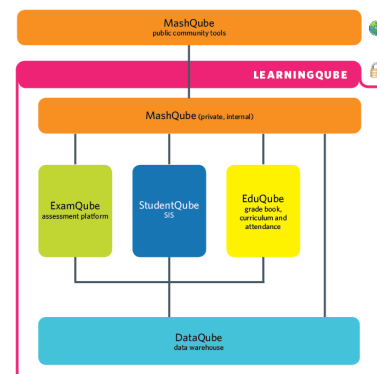 MashQube
public community tools
LEARNINGQUBE
MashQube (private, internal)
ExamQube
assessment platform
StudentQube
SIS
EduQube
grade book,
curriculum and
attendance
DataQube
data warehouse